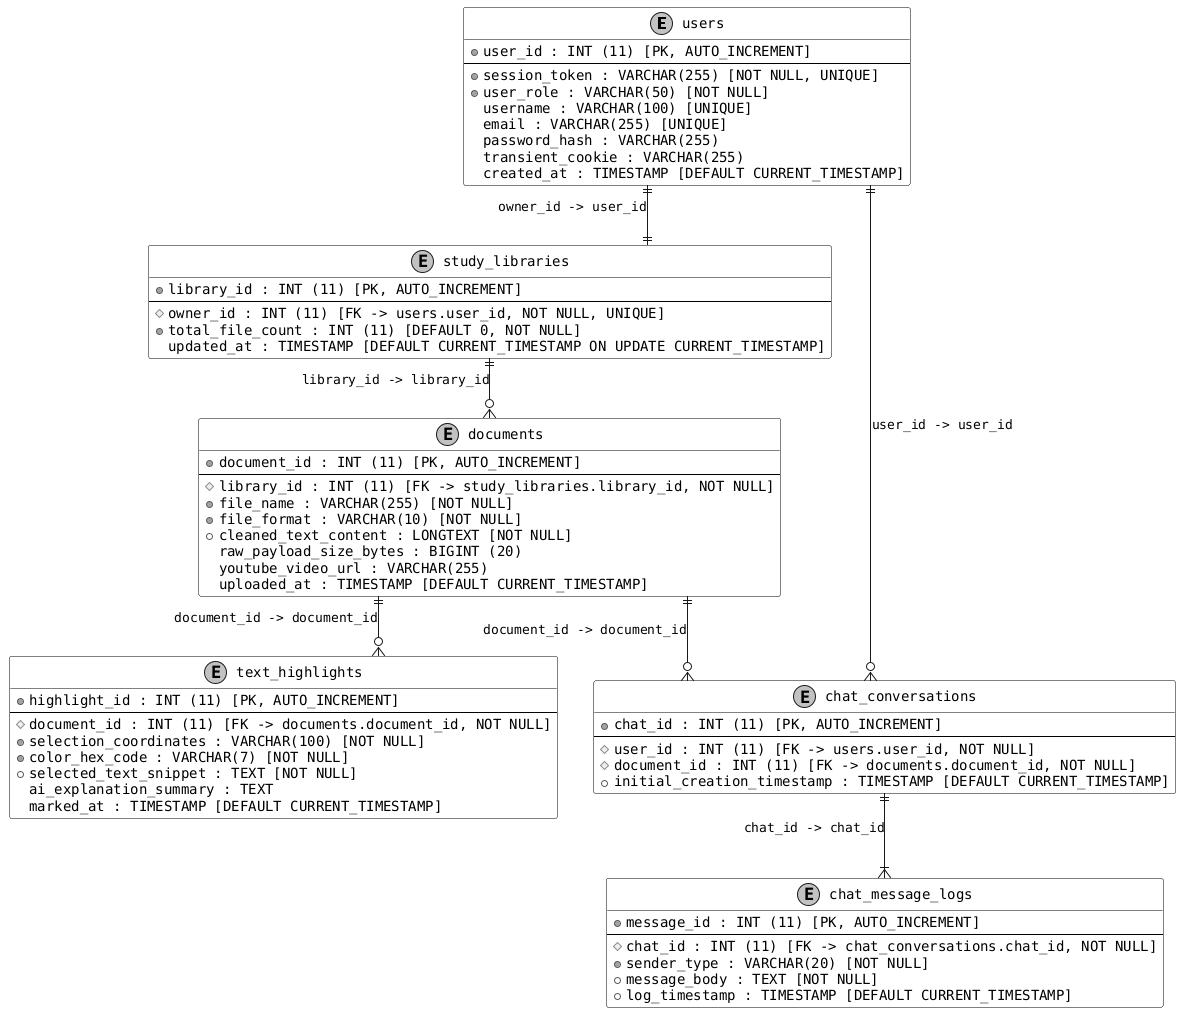 E users
user_id : INT (11) [PK, AUTO_INCREMENT]
session_token : VARCHAR(255) [NOT NULL, UNIQUE]
user_role : VARCHAR(50) [NOT NULL]
username : VARCHAR(100) [UNIQUE]
email : VARCHAR(255) [UNIQUE]
password_hash : VARCHAR(255)
transient_cookie : VARCHAR(255)
created_at : TIMESTAMP [DEFAULT CURRENT_TIMESTAMP]
owner_id -> user_id
E study_libraries
library_id : INT (11) [PK, AUTO_INCREMENT]
owner_id : INT (11) [FK -> users.user_id, NOT NULL, UNIQUE]
total_file_count : INT (11) [DEFAULT 0, NOT NULL]
updated_at : TIMESTAMP [DEFAULT CURRENT_TIMESTAMP ON UPDATE CURRENT_TIMESTAMP]
library_id -> library_id
user_id -> user_id
E documents
document_id : INT (11) [PK, AUTO_INCREMENT]
library_id : INT (11) [FK -> study_libraries.library_id, NOT NULL]
file_name : VARCHAR(255) [NOT NULL]
file_format : VARCHAR(10) [NOT NULL]
cleaned_text_content : LONGTEXT [NOT NULL]
raw_payload_size_bytes : BIGINT (20)
youtube_video_url : VARCHAR(255)
uploaded_at : TIMESTAMP [DEFAULT CURRENT_TIMESTAMP]
document_id -> document_id
document_id -> document_id
E text_highlights
highlight_id : INT (11) [PK, AUTO_INCREMENT]
document_id : INT (11) [FK -> documents.document_id, NOT NULL]
selection_coordinates : VARCHAR(100) [NOT NULL]
color_hex_code : VARCHAR(7) [NOT NULL]
selected_text_snippet : TEXT [NOT NULL]
ai_explanation_summary : TEXT
marked_at : TIMESTAMP [DEFAULT CURRENT_TIMESTAMP]
E chat_conversations
chat_id : INT (11) [PK, AUTO_INCREMENT]
user_id : INT (11) [FK -> users.user_id, NOT NULL]
document_id : INT (11) [FK -> documents.document_id, NOT NULL]
initial_creation_timestamp : TIMESTAMP [DEFAULT CURRENT_TIMESTAMP]
chat_id -> chat_id
E chat_message_logs
message_id : INT (11) [PK, AUTO_INCREMENT]
chat_id : INT (11) [FK -> chat_conversations.chat_id, NOT NULL]
sender_type : VARCHAR(20) [NOT NULL]
message_body : TEXT [NOT NULL]
log_timestamp : TIMESTAMP [DEFAULT CURRENT_TIMESTAMP]